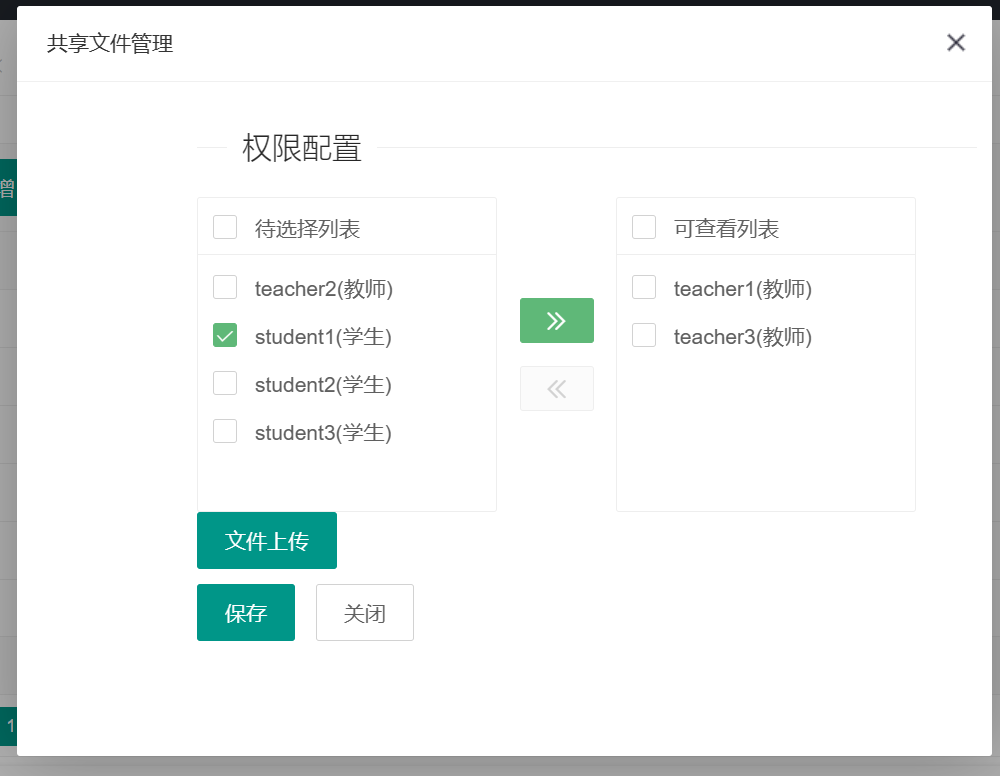 共享文件管理
权限配置
待选择列表
teacher2(教师)
student1(学生)
student2(学生)
student3(学生)
可查看列表
teacher1(教师)
teacher3(教师)
文件上传
保存
关闭
增
1